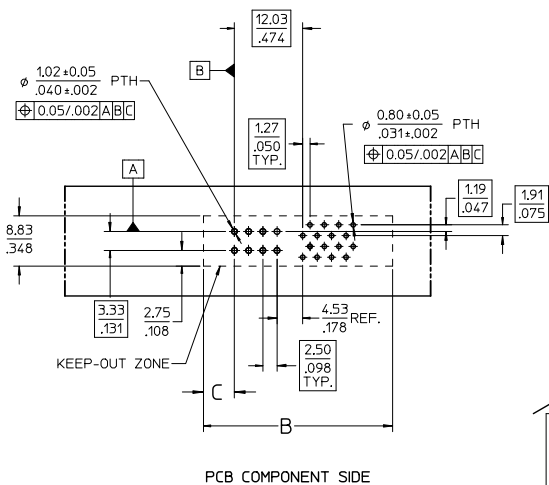 12.03
.474
B
⌀ 1.02±0.05 PTH
.040±.002
⌖ 0.05/.002 A B C
1.27
.050
TYP.
⌀ 0.80±0.05 PTH
.031±.002
⌖ 0.05/.002 A B C
A
1.19
.047
1.91
.075
8.83
.348
3.33
.131
2.75
.108
4.53 REF.
.178
KEEP-OUT ZONE
2.50
.098
TYP.
C
B
PCB COMPONENT SIDE